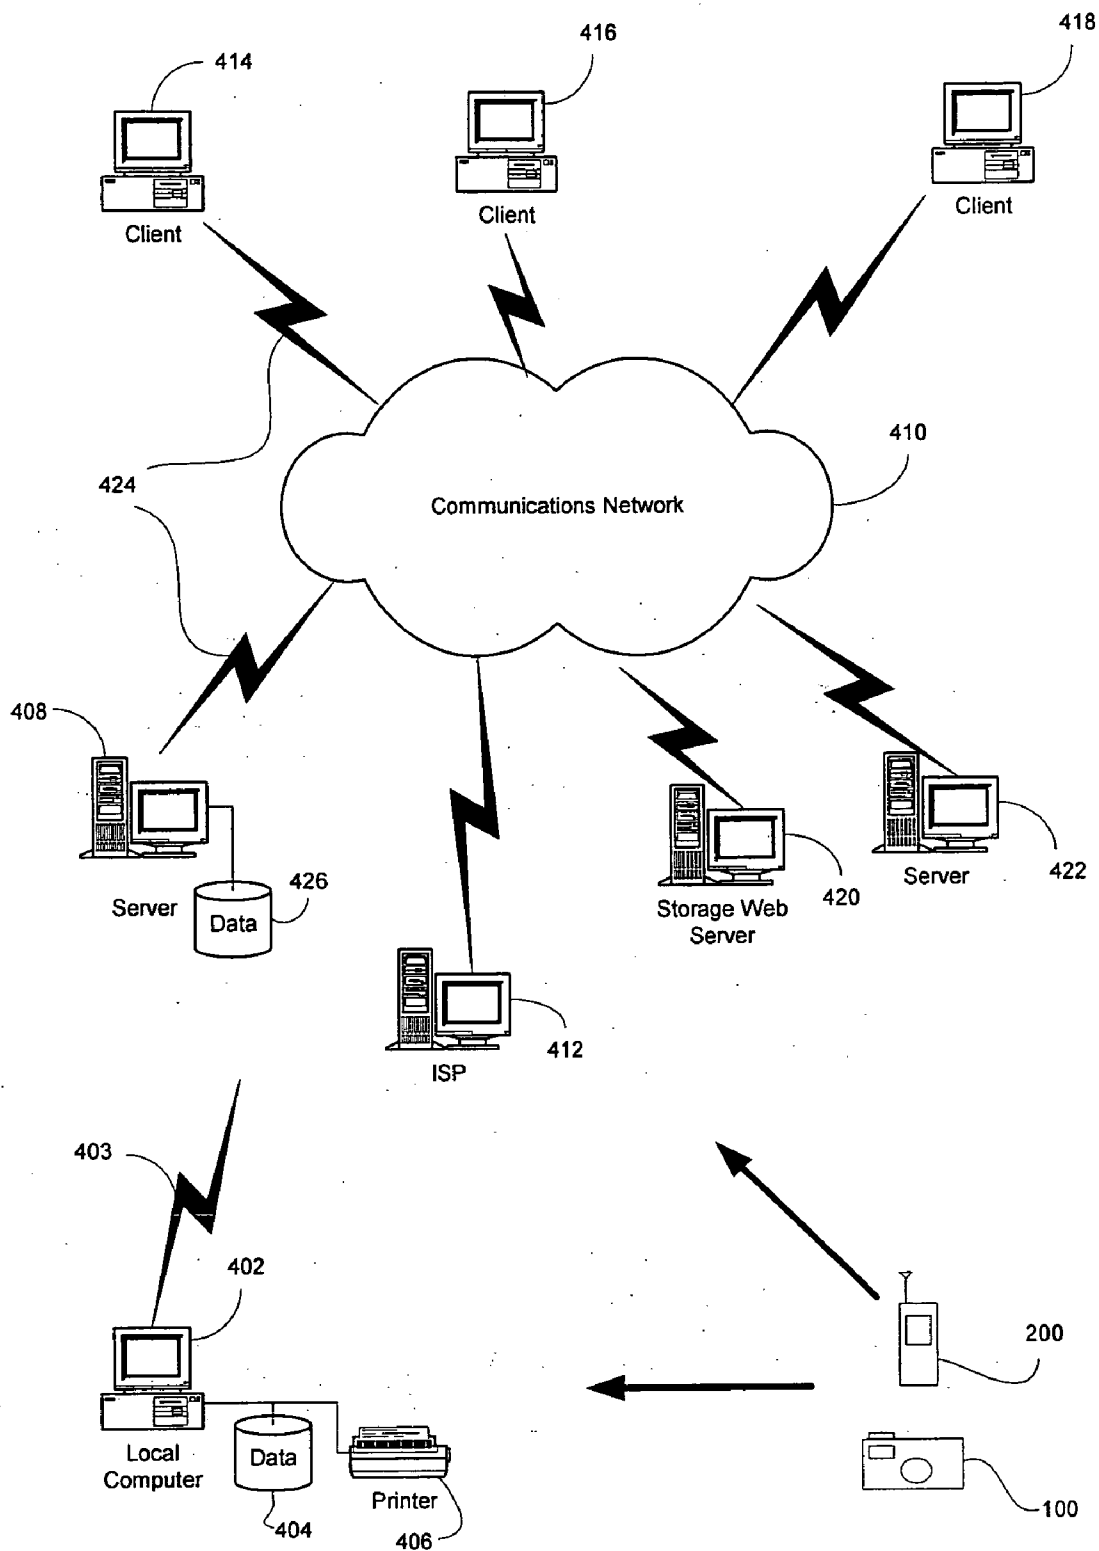 418
416
414
Client
Client
Client
410
424
Communications Network
408
422
Server
426
420
Server
Data
Storage Web
Server
412
ISP
403
402
200
Local
Computer
Data
Printer
100
404
406